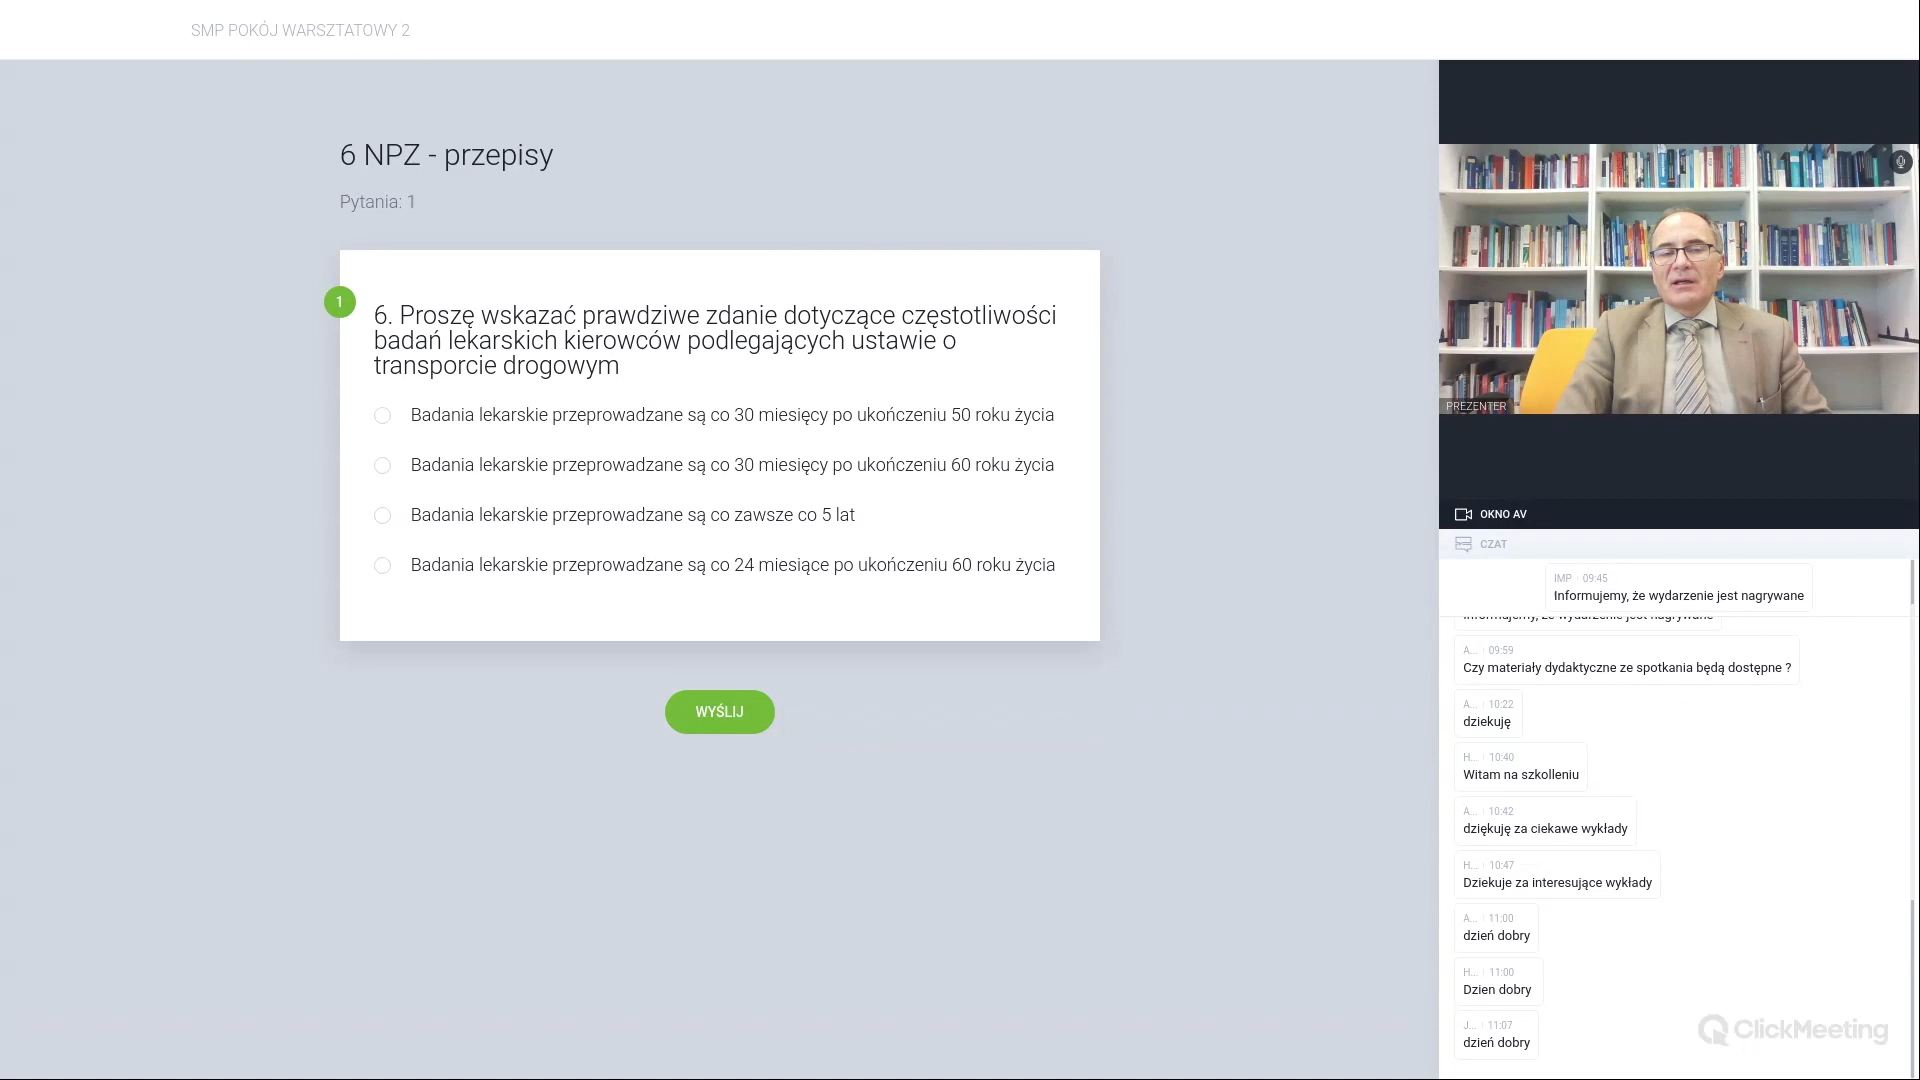 SMP POKÓJ WARSZTATOWY 2
6 NPZ - przepisy
Pytania: 1
1
6. Proszę wskazać prawdziwe zdanie dotyczące częstotliwości
badań lekarskich kierowców podlegających ustawie o
transporcie drogowym
Badania lekarskie przeprowadzane są co 30 miesięcy po ukończeniu 50 roku życia
Badania lekarskie przeprowadzane są co 30 miesięcy po ukończeniu 60 roku życia
Badania lekarskie przeprowadzane są co zawsze co 5 lat
Badania lekarskie przeprowadzane są co 24 miesiące po ukończeniu 60 roku życia
WYŚLIJ
PREZENTER
OKNO AV
CZAT
IMP 09:45
Informujemy, że wydarzenie jest nagrywane
Informujemy, że wydarzenie jest nagrywane
A... 09:59
Czy materiały dydaktyczne ze spotkania będą dostępne ?
A... 10:22
dziekuję
H... 10:40
Witam na szkolleniu
A... 10:42
dziękuję za ciekawe wykłady
H... 10:47
Dziekuje za interesujące wykłady
A... 11:00
dzień dobry
H... 11:00
Dzien dobry
J... 11:07
dzień dobry
ClickMeeting